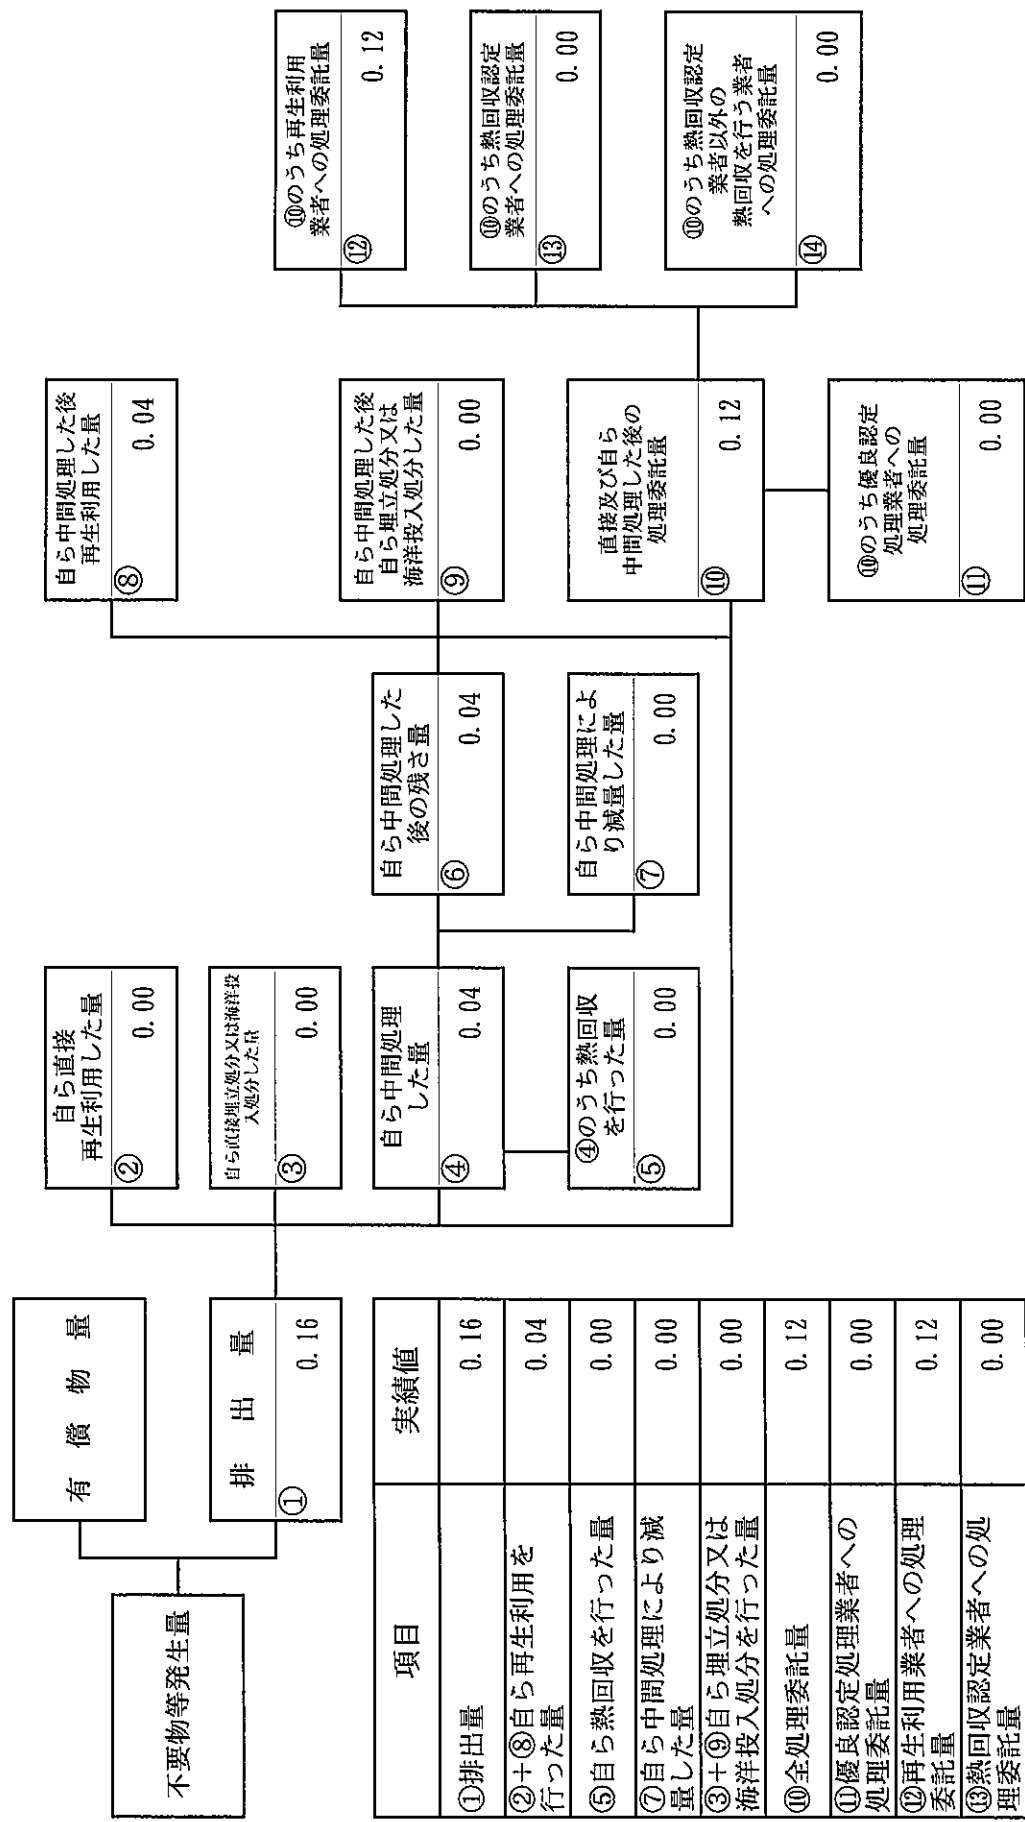 不要物等発生量
有償物量
排出量
①
0.16
自ら直接
再生利用した量
②
0.00
自ら直接埋立処分又は海洋投
入処分した量
③
0.00
自ら中間処理
した量
④
0.04
④のうち熱回収
を行った量
⑤
0.00
自ら中間処理した
後の残さ量
⑥
0.04
自ら中間処理によ
り減量した量
⑦
0.00
自ら中間処理した後
再生利用した量
⑧
0.04
自ら中間処理した後
自ら埋立処分又は
海洋投入処分した量
⑨
0.00
直接及び自ら
中間処理した後の
処理委託量
⑩
0.12
⑩のうち優良認定
処理業者への
処理委託量
⑪
0.00
⑩のうち再生利用
業者への処理委託量
⑫
0.12
⑩のうち熱回収認定
業者への処理委託量
⑬
0.00
⑩のうち熱回収認定
業者以外の
熱回収を行う業者
への処理委託量
⑭
0.00
項目 実績値
①排出量 0.16
②＋⑧自ら再生利用を
行った量 0.04
⑤自ら熱回収を行った量 0.00
⑦自ら中間処理により減
量した量 0.00
③＋⑨自ら埋立処分又は
海洋投入処分を行った量 0.00
⑩全処理委託量 0.12
⑪優良認定処理業者への
処理委託量 0.00
⑫再生利用業者への処理
委託量 0.12
⑬熱回収認定業者への処
理委託量 0.00